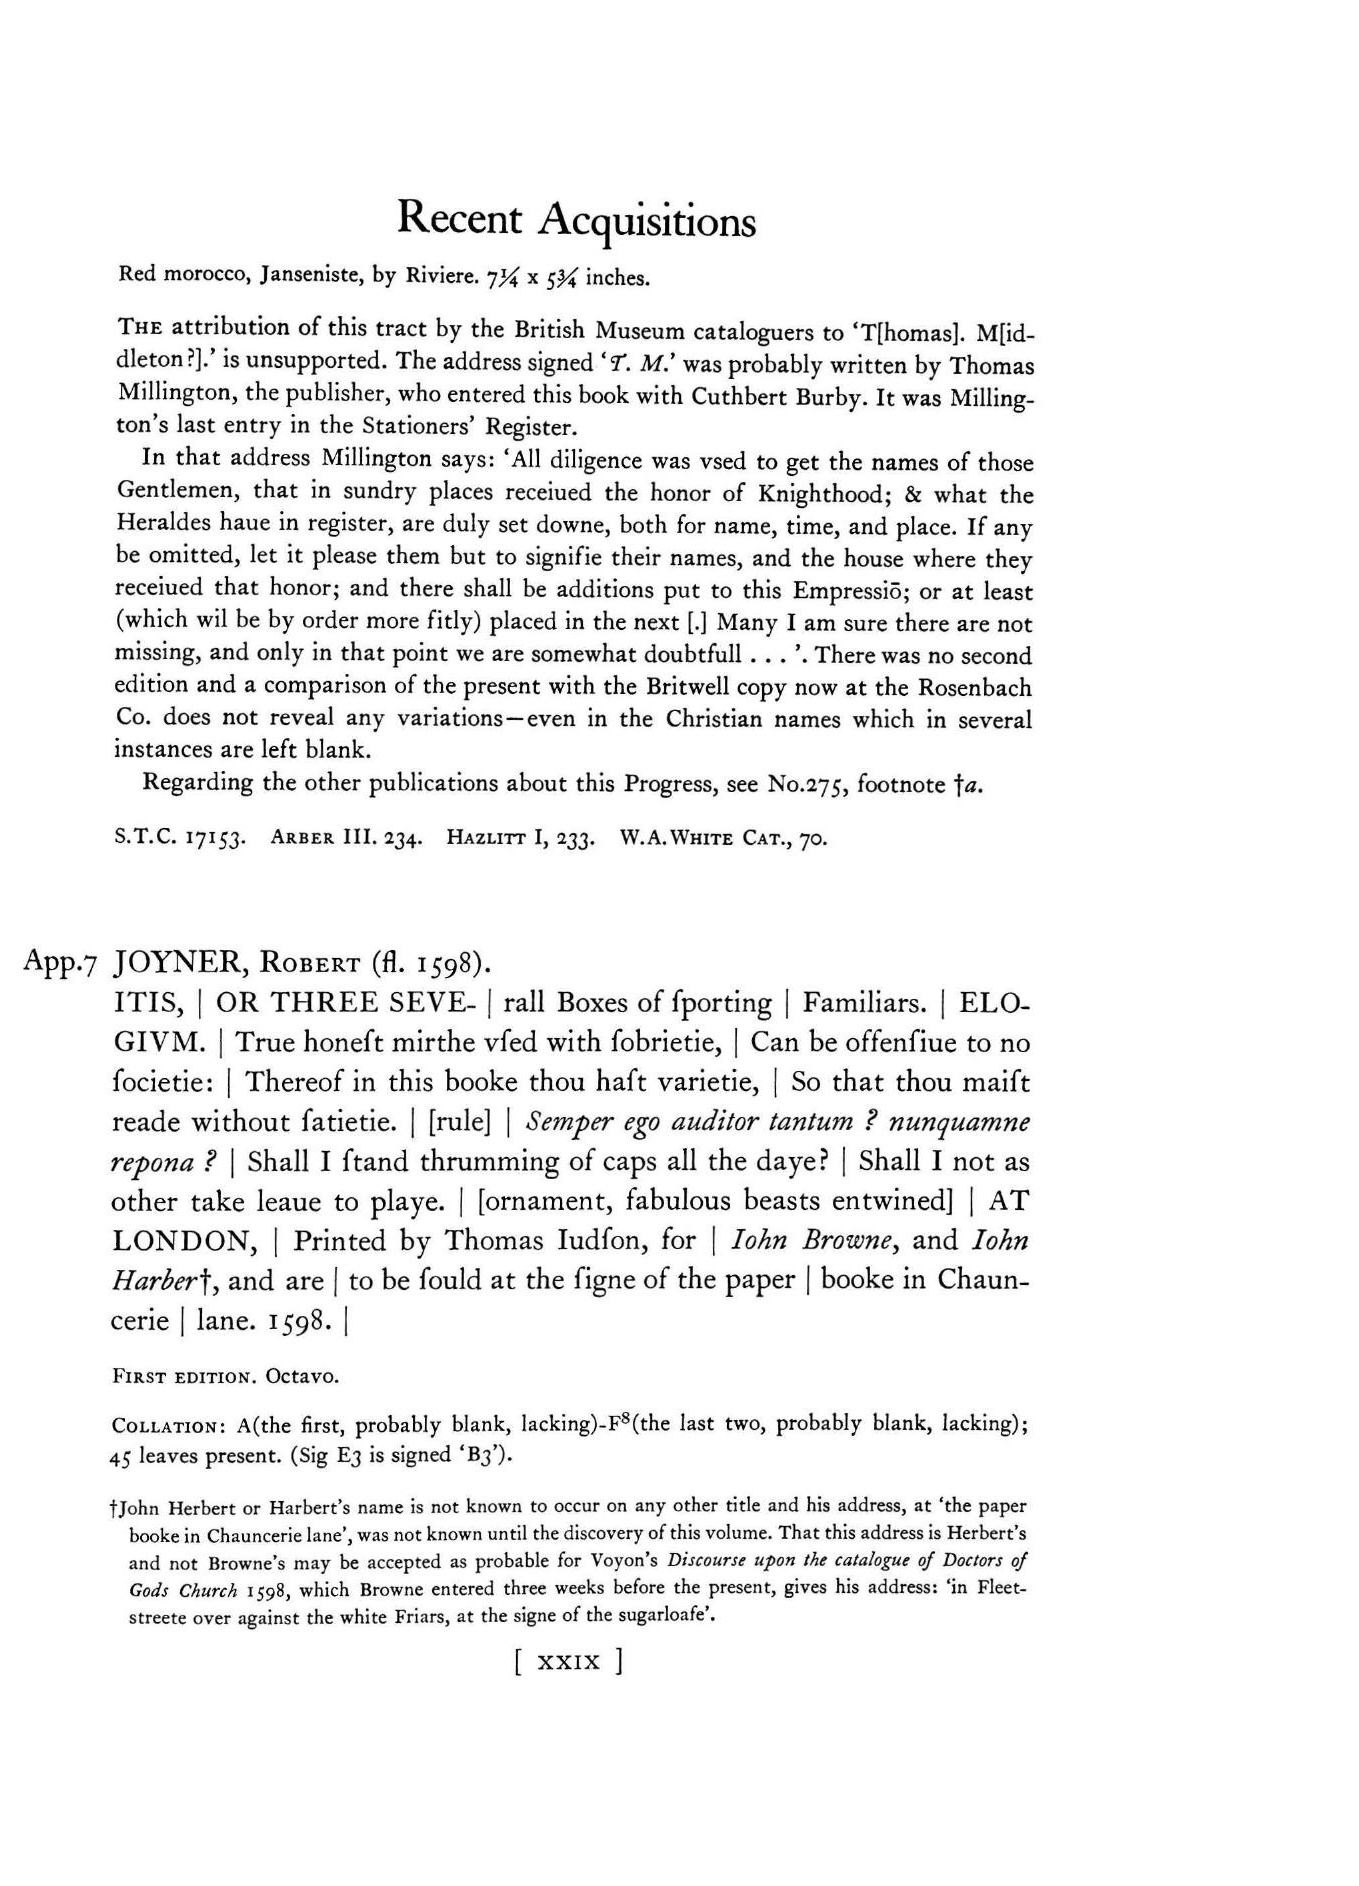 Recent Acquisitions
Red morocco, Janseniste, by Riviere. 7¼ x 5¾ inches.
THE attribution of this tract by the British Museum cataloguers to ‘T[homas]. M[id-
dleton?].’ is unsupported. The address signed ‘T. M.’ was probably written by Thomas
Millington, the publisher, who entered this book with Cuthbert Burby. It was Milling-
ton’s last entry in the Stationers’ Register.
In that address Millington says: ‘All diligence was vsed to get the names of those
Gentlemen, that in sundry places receiued the honor of Knighthood; & what the
Heraldes haue in register, are duly set downe, both for name, time, and place. If any
be omitted, let it please them but to signifie their names, and the house where they
receiued that honor; and there shall be additions put to this Empressiō; or at least
(which wil be by order more fitly) placed in the next [.] Many I am sure there are not
missing, and only in that point we are somewhat doubtfull . . . ’. There was no second
edition and a comparison of the present with the Britwell copy now at the Rosenbach
Co. does not reveal any variations—even in the Christian names which in several
instances are left blank.
Regarding the other publications about this Progress, see No.275, footnote †a.
S.T.C. 17153. ARBER III. 234. HAZLITT I, 233. W.A.WHITE CAT., 70.
App.7 JOYNER, ROBERT (fl. 1598).
ITIS, | OR THREE SEVE- | rall Boxes of ſporting | Familiars. | ELO-
GIVM. | True honeſt mirthe vſed with ſobrietie, | Can be offenſiue to no
ſocietie: | Thereof in this booke thou haſt varietie, | So that thou maiſt
reade without ſatietie. | [rule] | Semper ego auditor tantum ? nunquamne
repona ? | Shall I ſtand thrumming of caps all the daye? | Shall I not as
other take leaue to playe. | [ornament, fabulous beasts entwined] | AT
LONDON, | Printed by Thomas Iudſon, for | Iohn Browne, and Iohn
Harber†, and are | to be ſould at the ſigne of the paper | booke in Chaun-
cerie | lane. 1598. |
FIRST EDITION. Octavo.
COLLATION: A(the first, probably blank, lacking)-F⁸(the last two, probably blank, lacking);
45 leaves present. (Sig E3 is signed ‘B3’).
†John Herbert or Harbert’s name is not known to occur on any other title and his address, at ‘the paper
booke in Chauncerie lane’, was not known until the discovery of this volume. That this address is Herbert’s
and not Browne’s may be accepted as probable for Voyon’s Discourse upon the catalogue of Doctors of
Gods Church 1598, which Browne entered three weeks before the present, gives his address: ‘in Fleet-
streete over against the white Friars, at the signe of the sugarloafe’.
[ XXIX ]